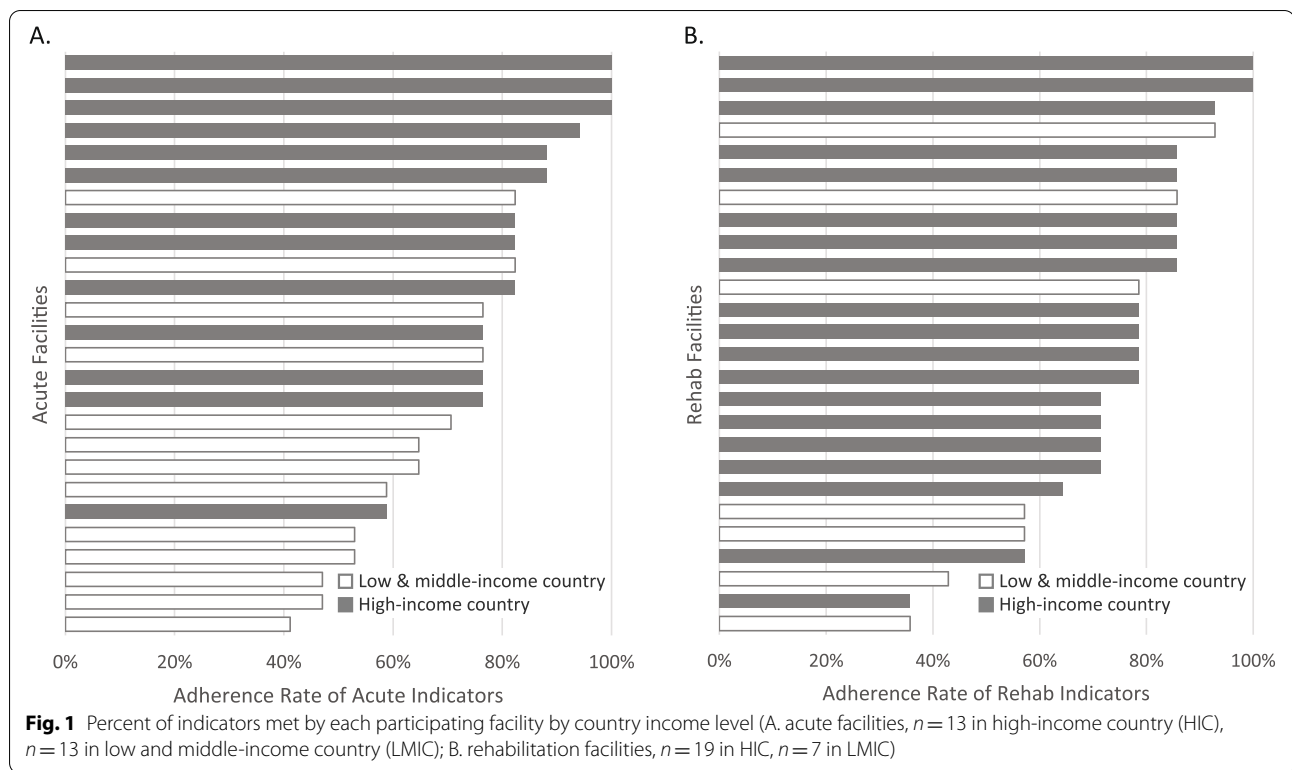 A.
Acute Facilities
Low & middle-income country
High-income country
0% 20% 40% 60% 80% 100%
Adherence Rate of Acute Indicators
B.
Rehab Facilities
Low & middle-income country
High-income country
0% 20% 40% 60% 80% 100%
Adherence Rate of Rehab Indicators
Fig. 1 Percent of indicators met by each participating facility by country income level (A. acute facilities, n = 13 in high-income country (HIC),
n = 13 in low and middle-income country (LMIC); B. rehabilitation facilities, n = 19 in HIC, n = 7 in LMIC)